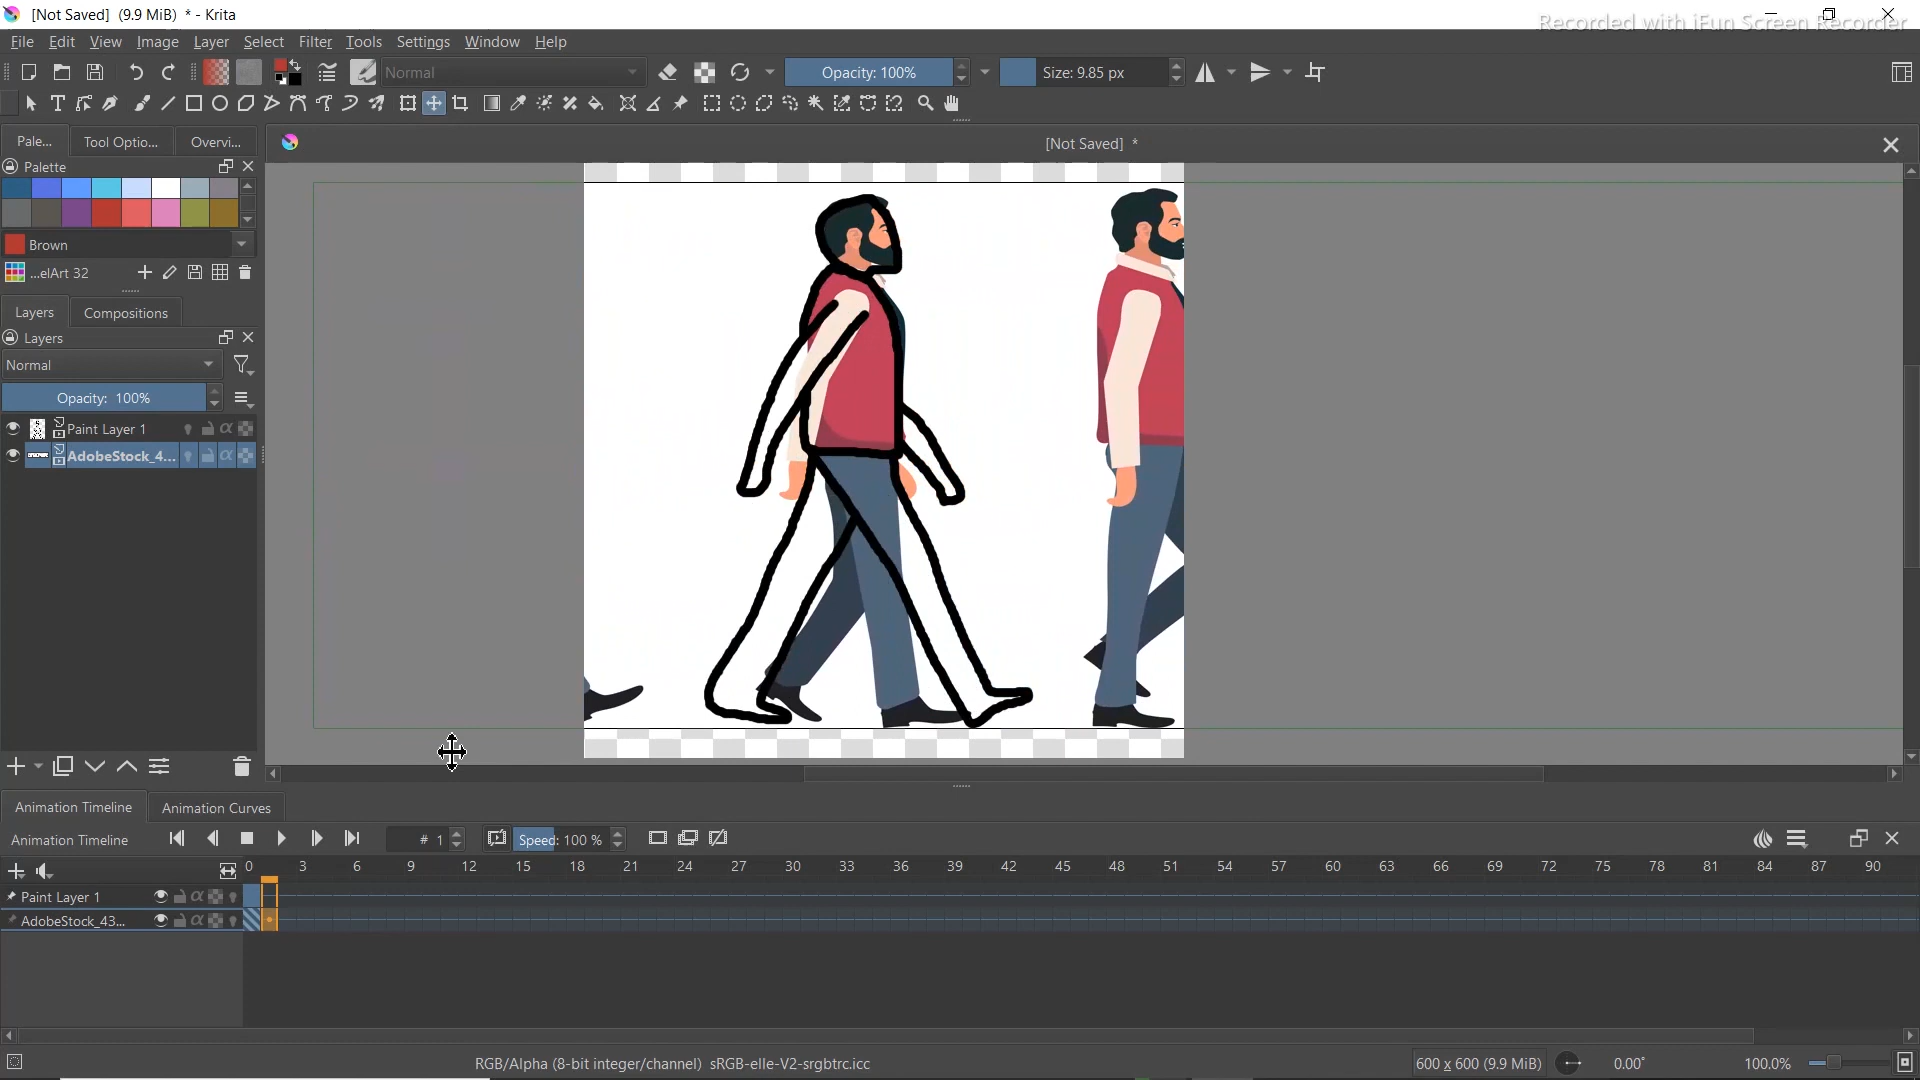 [Not Saved]  (9.9 MiB)  * - Krita
Recorded with iFun Screen Recorder
File Edit View Image Layer Select Filter Tools Settings Window Help
Normal Opacity: 100% Size: 9.85 px
Pale... Tool Optio... Overvi... [Not Saved]  *
Palette
Brown
...elArt 32
Layers Compositions
Layers
Normal
Opacity:  100%
Paint Layer 1
AdobeStock_4...
Animation Timeline Animation Curves
Animation Timeline # 1 Speed: 100 %
0 3 6 9 12 15 18 21 24 27 30 33 36 39 42 45 48 51 54 57 60 63 66 69 72 75 78 81 84 87 90
Paint Layer 1
AdobeStock_43...
RGB/Alpha (8-bit integer/channel)  sRGB-elle-V2-srgbtrc.icc 600 x 600 (9.9 MiB) 0.00° 100.0%